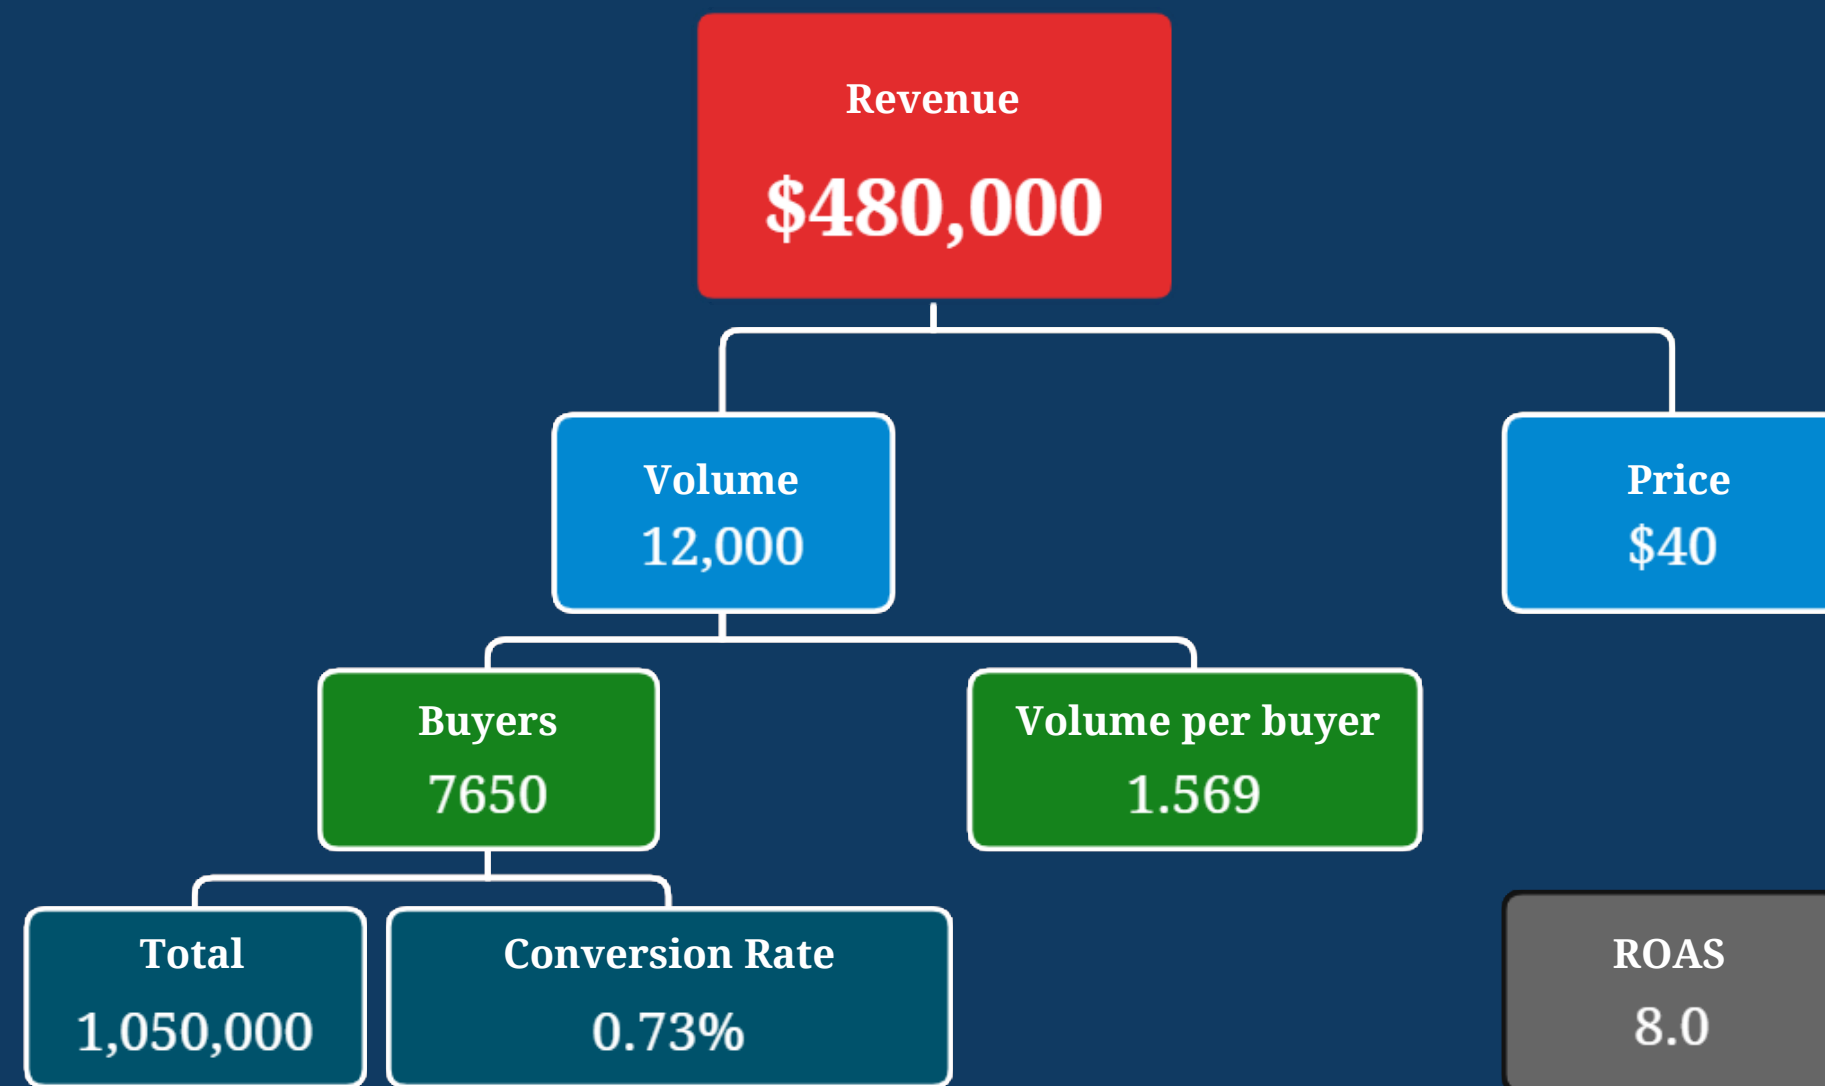 Revenue
$480,000
Volume
12,000
Price
$40
Buyers
7650
Volume per buyer
1.569
Total
1,050,000
Conversion Rate
0.73%
ROAS
8.0